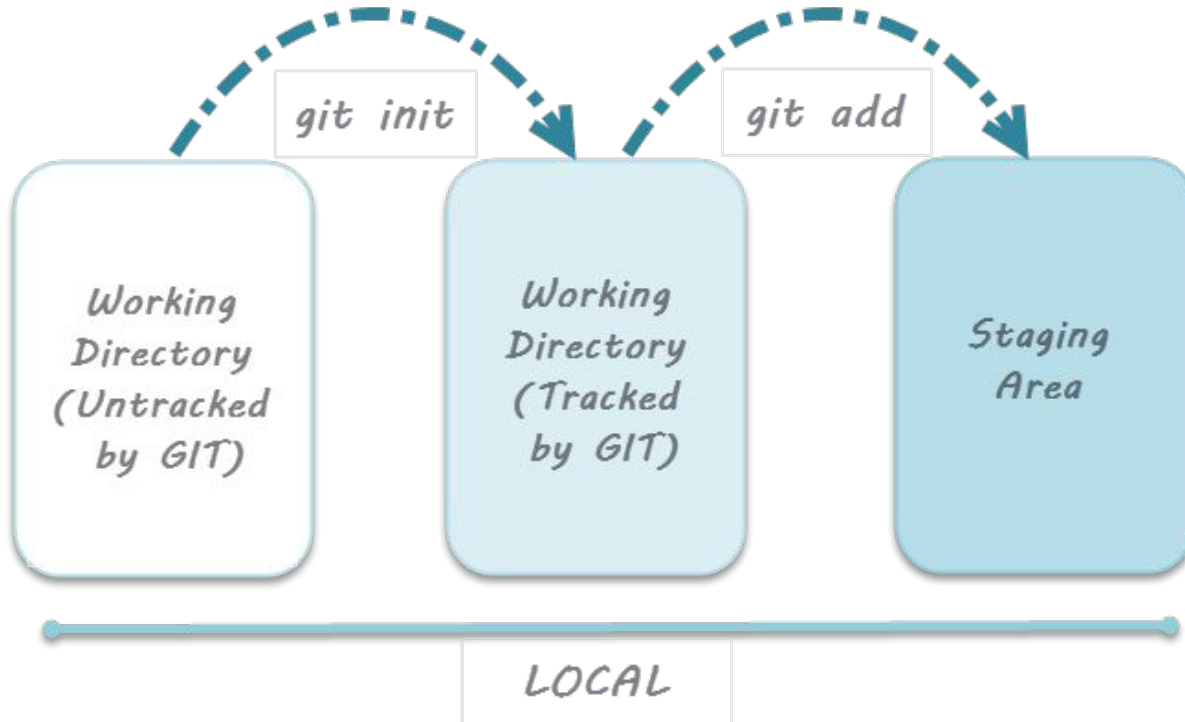 git init
git add
Working
Directory
(Untracked
by GIT)
Working
Directory
(Tracked
by GIT)
Staging
Area
LOCAL